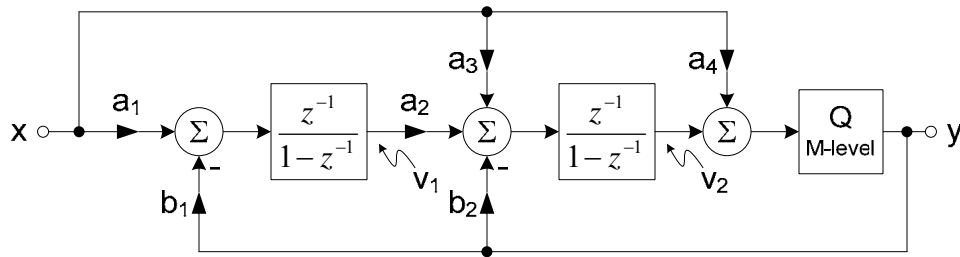 a₃
a₄
x
a₁
Σ
z⁻¹
1 − z⁻¹
a₂
Σ
z⁻¹
1 − z⁻¹
Σ
Q
M-level
y
-
b₁
v₁
-
b₂
v₂